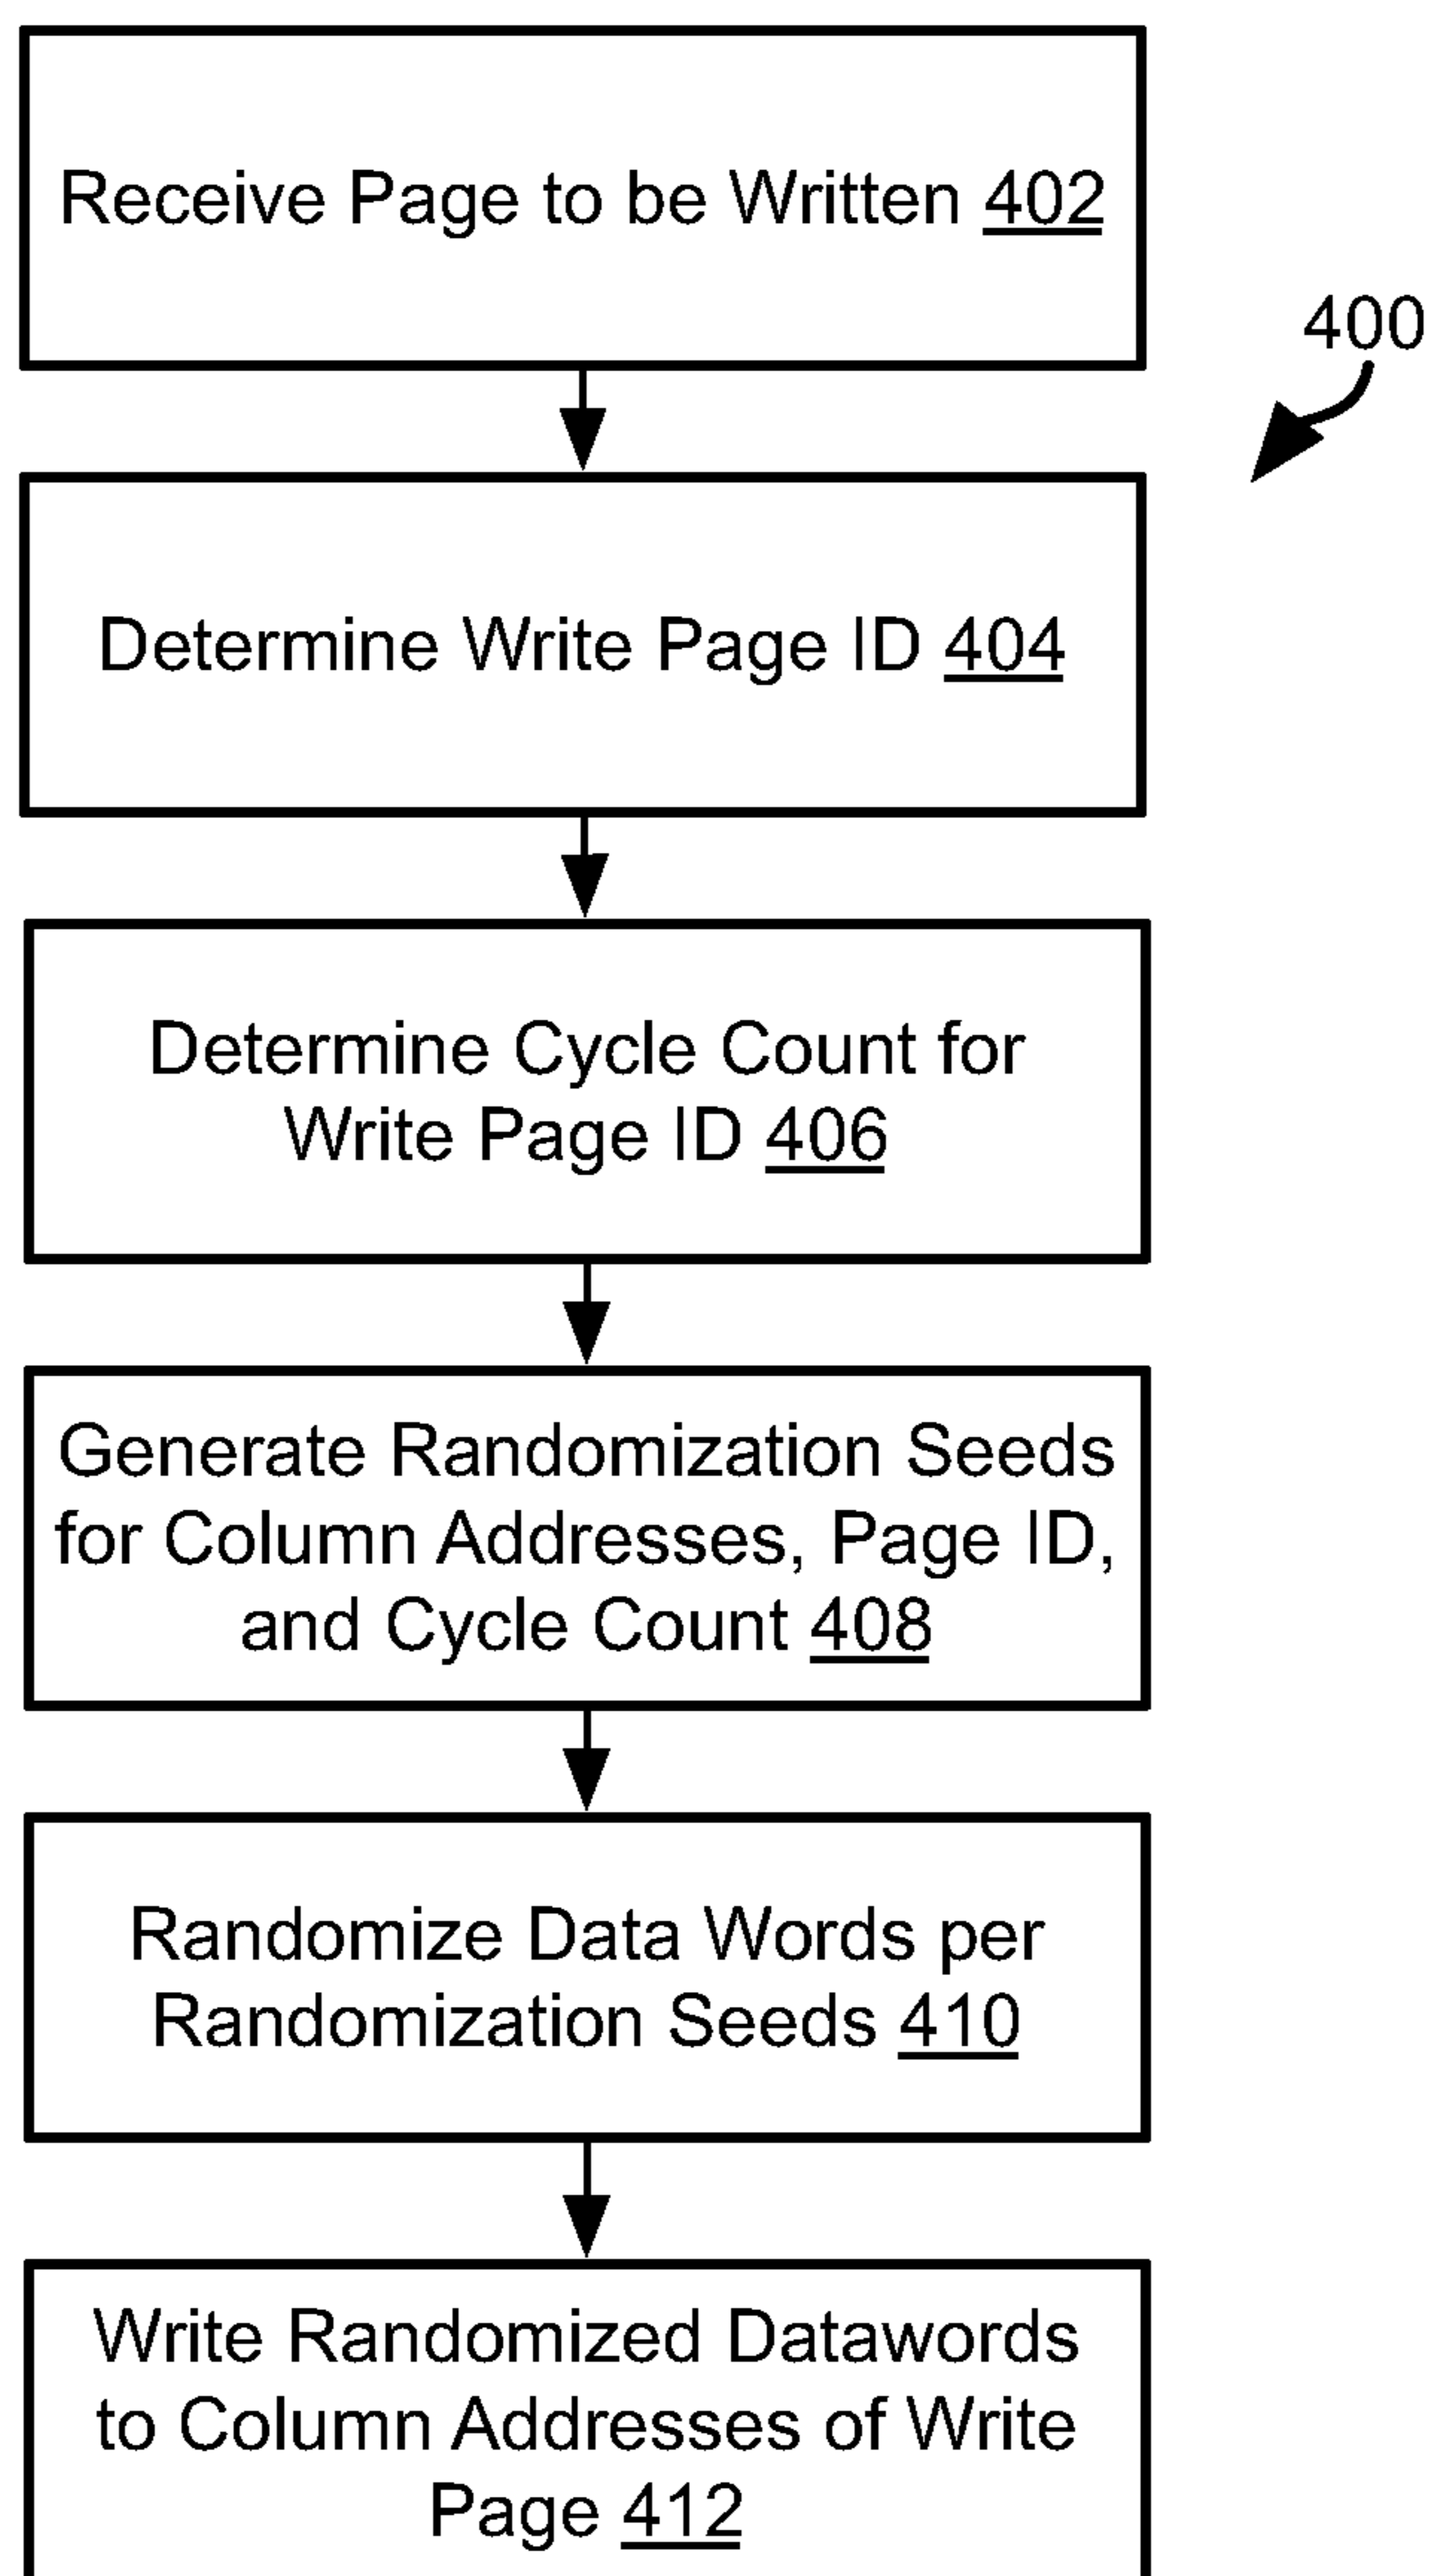 Receive Page to be Written 402
400
Determine Write Page ID 404
Determine Cycle Count for
Write Page ID 406
Generate Randomization Seeds
for Column Addresses, Page ID,
and Cycle Count 408
Randomize Data Words per
Randomization Seeds 410
Write Randomized Datawords
to Column Addresses of Write
Page 412